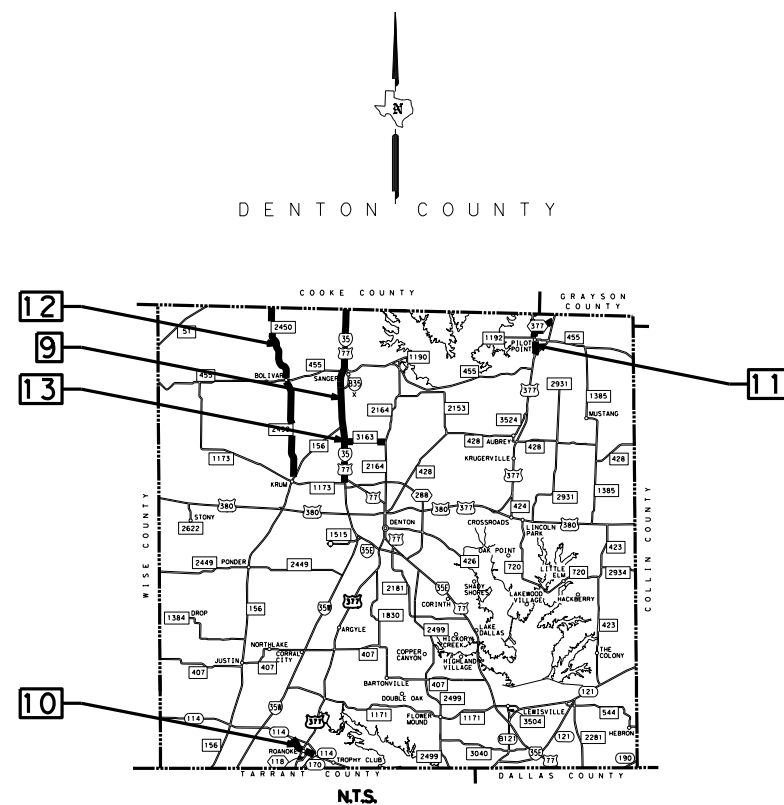 N
DENTON COUNTY
COOKE COUNTY
GRAYSON
COUNTY
12
51
2450
35
77
377
1192
PILOT
POINT
455
9
455
1190
BOLIVAR
455
SANGER
455
11
13
377
2931
1385
2164
2153
MUSTANG
156
3163
3524
AUBREY
428
428
1173
35
77
2164
428
KRUGERVILLE
377
428
KRUM
1173
77
288
2931
1385
380
380
377
424
STONY
2622
DENTON
CROSSROADS
LINCOLN
PARK
380
WISE COUNTY
COLLIN COUNTY
1515
77
423
35E
OAK POINT
2449
PONDER
2449
426
720
LITTLE
ELM
720
2934
2181
35E
SHADY
SHORES
LAKEWOOD
VILLAGE
HACKBERRY
35W
377
CORINTH
77
1384
DROP
156
1830
423
ARGYLE
2499
LAKE
DALLAS
HICKORY
CREEK
NORTHLAKE
CORRAL
CITY
407
COPPER
CANYON
HIGHLAND
VILLAGE
THE
COLONY
JUSTIN
407
407
BARTONVILLE
407
10
DOUBLE OAK
2499
121
35W
377
1171
FLOWER
MOUND
1171
LEWISVILLE
3504
544
114
114
HEBRON
156
ROANOKE
114
B121
121
2281
118
170
TROPHY CLUB
2499
3040
35E
77
190
TARRANT COUNTY
DALLAS COUNTY
N.T.S.